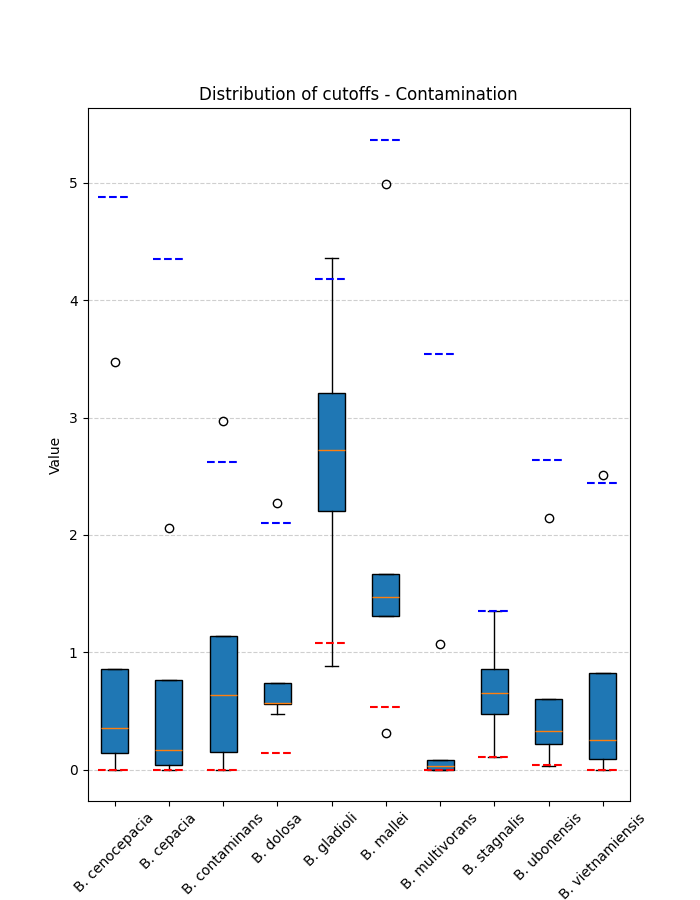 Distribution of cutoffs - Contamination
5
4
3
2
1
0
Value
B. cenocepacia
B. cepacia
B. contaminans
B. dolosa
B. gladioli
B. mallei
B. multivorans
B. stagnalis
B. ubonensis
B. vietnamiensis